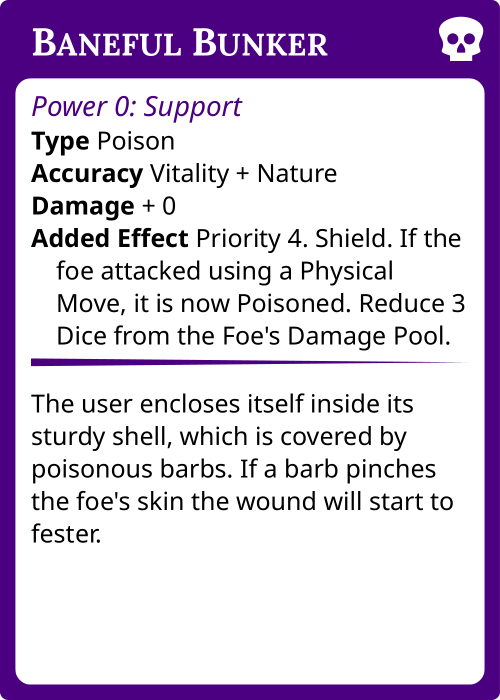 Baneful Bunker
Power 0: Support
Type Poison
Accuracy Vitality + Nature
Damage + 0
Added Effect Priority 4. Shield. If the
foe attacked using a Physical
Move, it is now Poisoned. Reduce 3
Dice from the Foe's Damage Pool.
The user encloses itself inside its
sturdy shell, which is covered by
poisonous barbs. If a barb pinches
the foe's skin the wound will start to
fester.